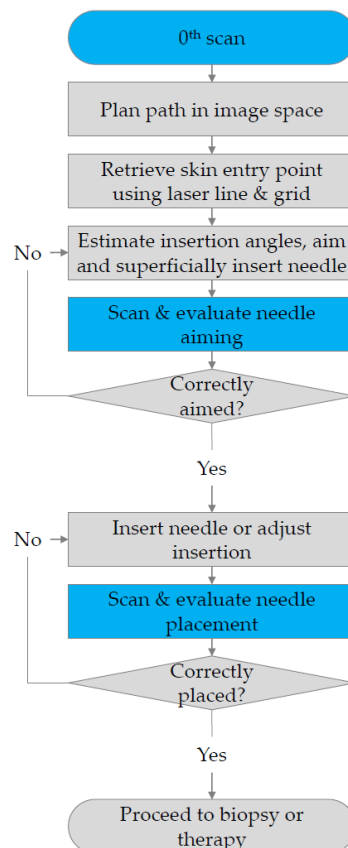 0th scan
Plan path in image space
Retrieve skin entry point
using laser line & grid
No
Estimate insertion angles, aim
and superficially insert needle
Scan & evaluate needle
aiming
Correctly
aimed?
Yes
No
Insert needle or adjust
insertion
Scan & evaluate needle
placement
Correctly
placed?
Yes
Proceed to biopsy or
therapy